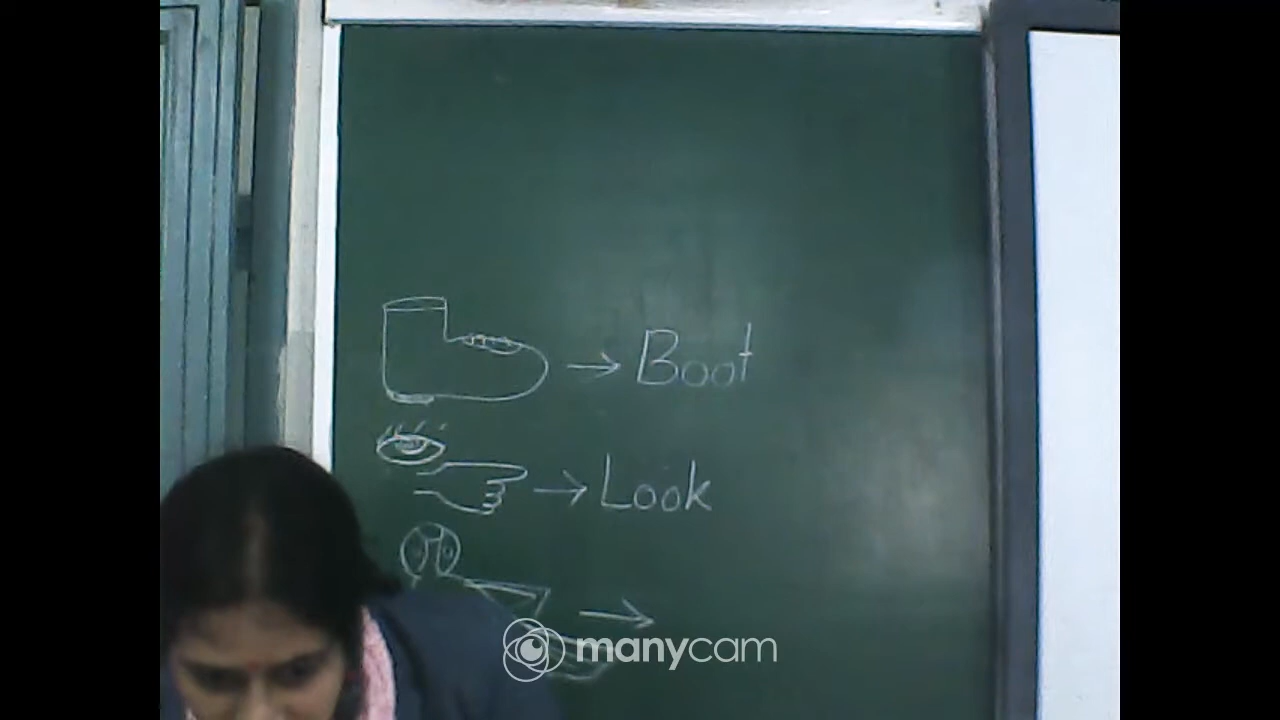 → Boot
→ Look
→
manycam